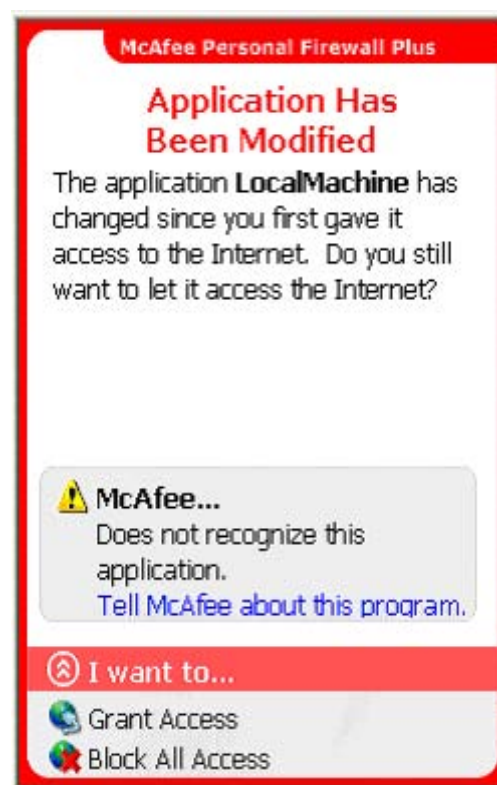 McAfee Personal Firewall Plus
Application Has
Been Modified
The application LocalMachine has
changed since you first gave it
access to the Internet. Do you still
want to let it access the Internet?
McAfee...
Does not recognize this
application.
Tell McAfee about this program.
I want to...
Grant Access
Block All Access